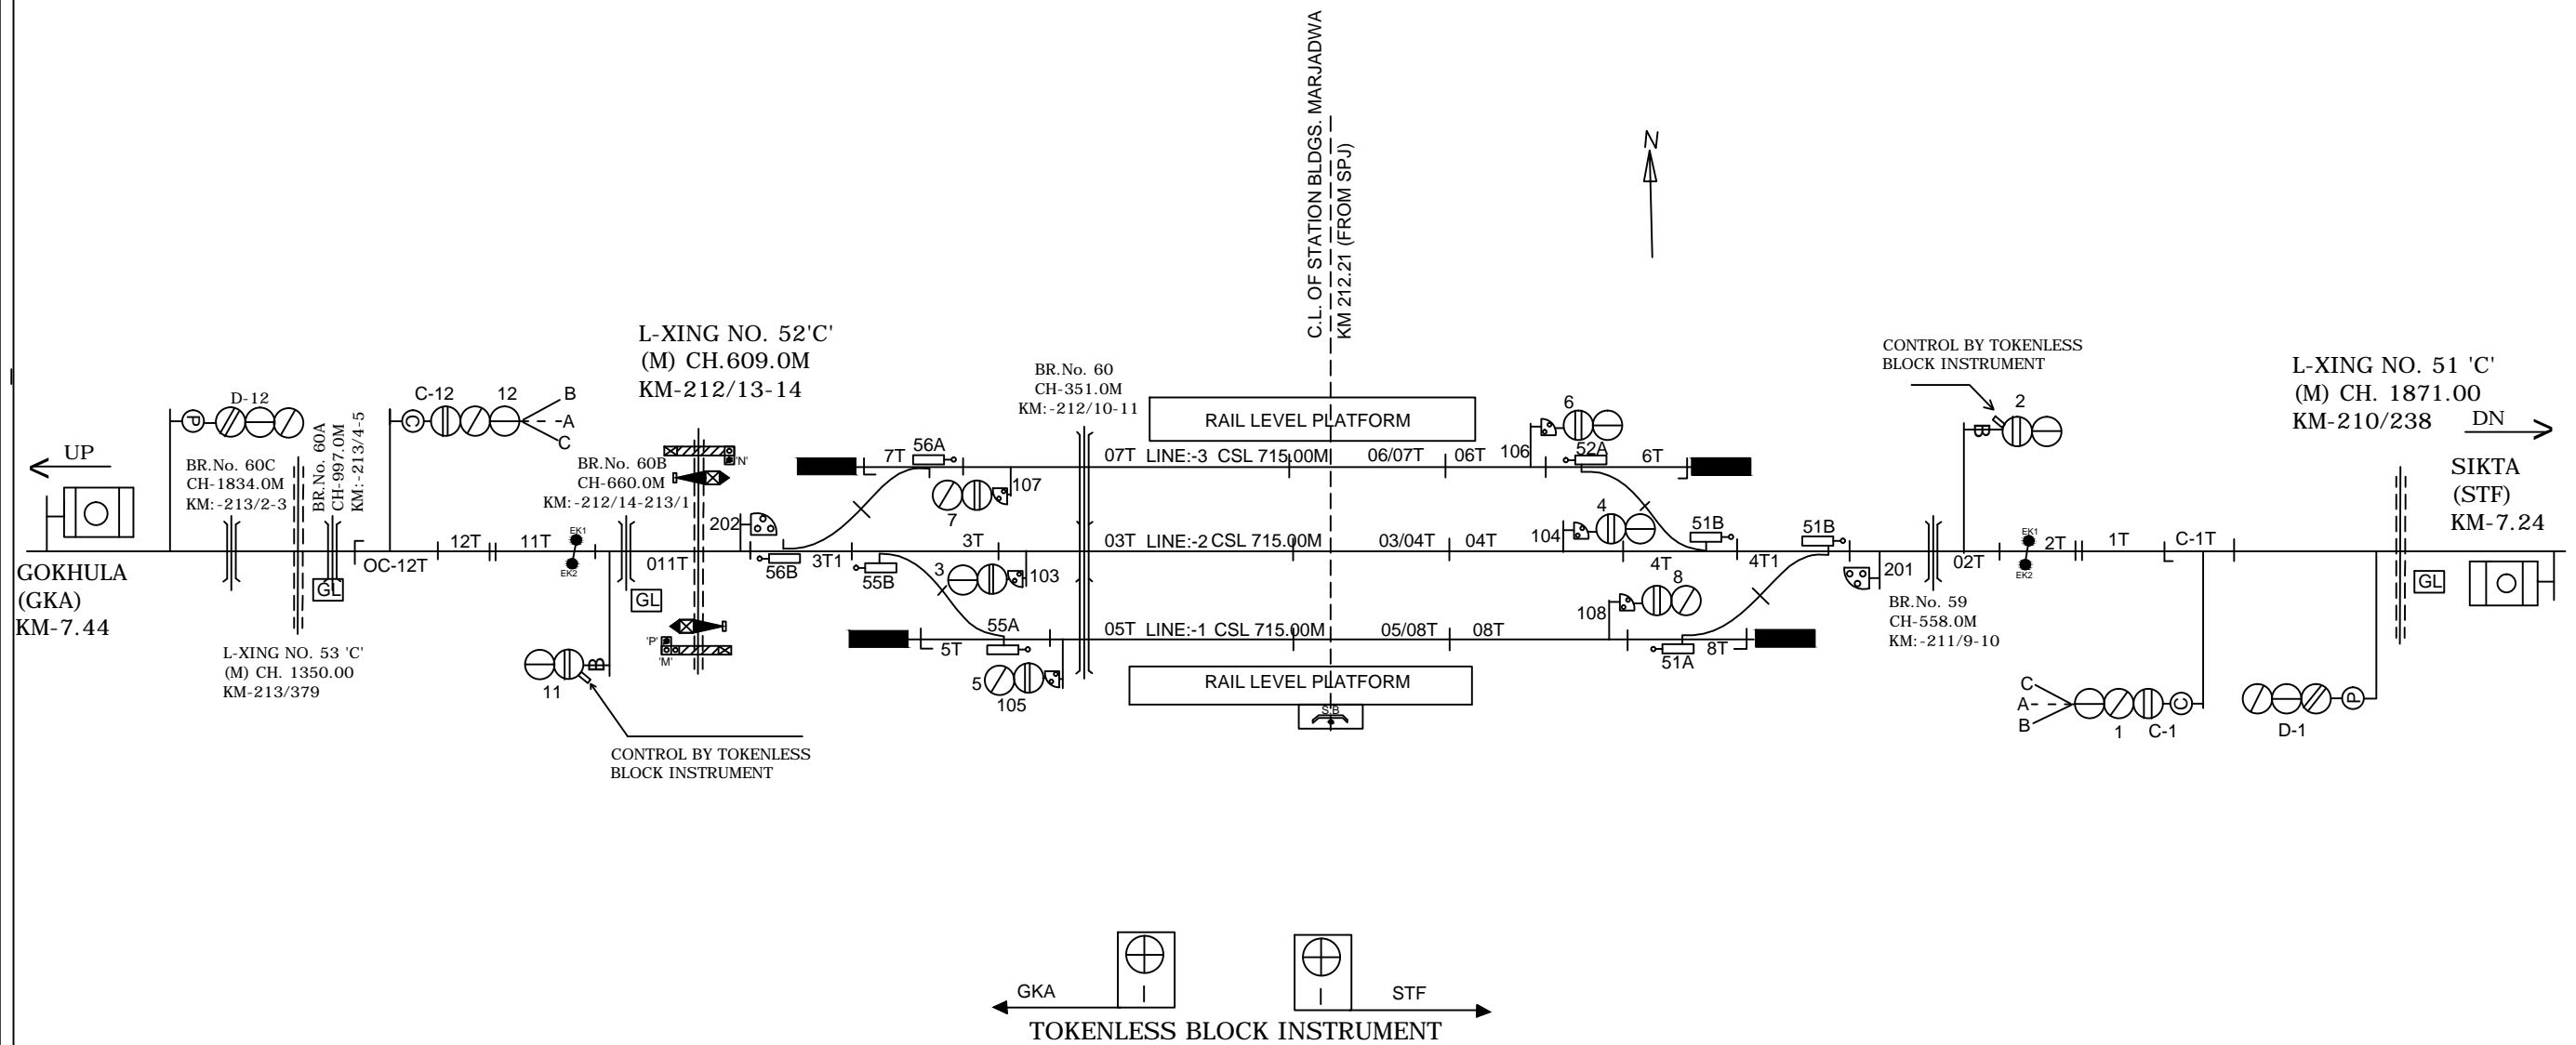 C.L. OF STATION BLDGS. MARJADWA
KM 212.21 (FROM SPJ)
N
L-XING NO. 52'C'
(M) CH.609.0M
KM-212/13-14
BR.No. 60
CH-351.0M
KM:-212/10-11
CONTROL BY TOKENLESS
BLOCK INSTRUMENT
L-XING NO. 51 'C'
(M) CH. 1871.00
KM-210/238
DN
SIKTA
(STF)
KM-7.24
UP
GOKHULA
(GKA)
KM-7.44
P
D-12
BR.No. 60C
CH-1834.0M
KM:-213/2-3
BR.No. 60A
CH-997.0M
KM:-213/4-5
C
C-12
12
B
A
C
BR.No. 60B
CH-660.0M
KM:-212/14-213/1
'N'
RAIL LEVEL PLATFORM
6
106
2
B
7T
56A
07T
LINE:-3 CSL 715.00M
06/07T
06T
52A
6T
7
107
202
4
104
51B
51B
OC-12T
12T
11T
EK1
EK2
011T
56B
3T1
55B
3T
03T
LINE:-2 CSL 715.00M
03/04T
04T
4T
4T1
201
02T
EK1
EK2
2T
1T
C-1T
GL
GL
GL
3
103
8
108
BR.No. 59
CH-558.0M
KM:-211/9-10
L-XING NO. 53 'C'
(M) CH. 1350.00
KM-213/379
'P'
'M'
5T
55A
05T
LINE:-1 CSL 715.00M
05/08T
08T
51A
8T
11
B
5
105
RAIL LEVEL PLATFORM
S.B
C
A
B
1
C-1
C
D-1
P
CONTROL BY TOKENLESS
BLOCK INSTRUMENT
GKA
STF
TOKENLESS BLOCK INSTRUMENT